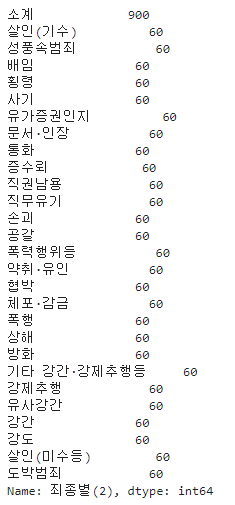 소계 900
살인(기수) 60
성풍속범죄 60
배임 60
횡령 60
사기 60
유가증권인지 60
문서·인장 60
통화 60
증수뢰 60
직권남용 60
직무유기 60
손괴 60
공갈 60
폭력행위등 60
약취·유인 60
협박 60
체포·감금 60
폭행 60
상해 60
방화 60
기타 강간·강제추행등 60
강제추행 60
유사강간 60
강간 60
강도 60
살인(미수등) 60
도박범죄 60
Name: 죄종별(2), dtype: int64